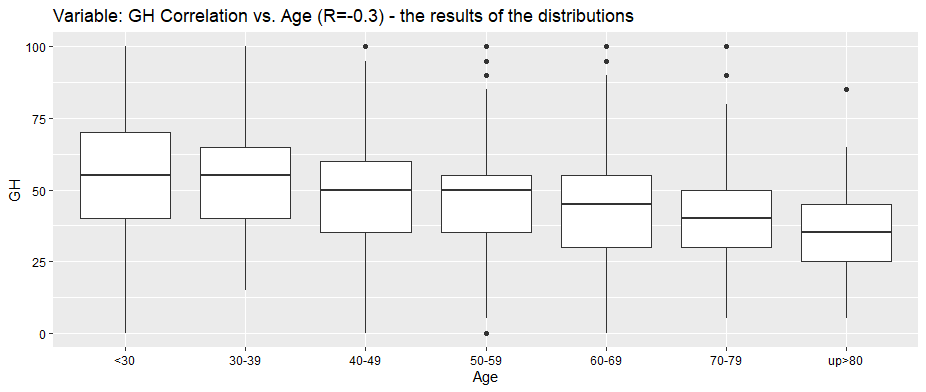 Variable: GH Correlation vs. Age (R=-0.3) - the results of the distributions
100
75
50
25
0
GH
<30 30-39 40-49 50-59 60-69 70-79 up>80
Age